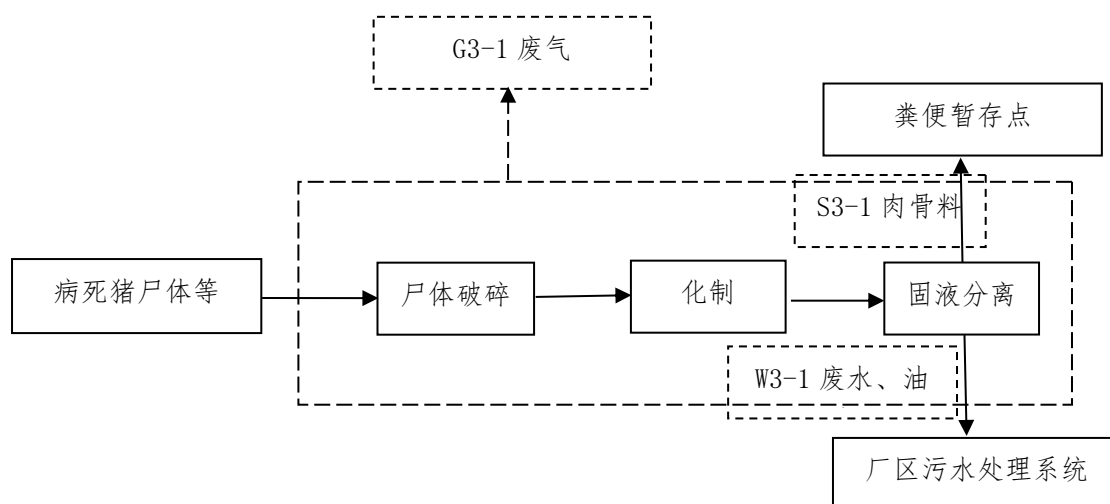 G3-1 废气
粪便暂存点
S3-1 肉骨料
病死猪尸体等
尸体破碎
化制
固液分离
W3-1 废水、油
厂区污水处理系统